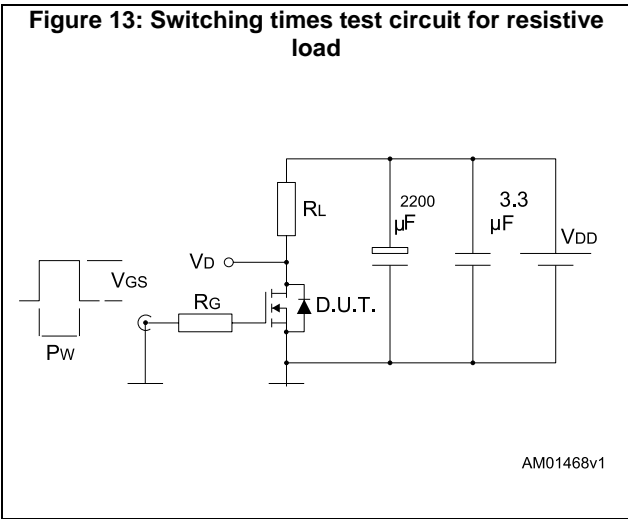 Figure 13: Switching times test circuit for resistive
load
RL
2200
μF
3.3
μF
VDD
VD
VGS
RG
D.U.T.
PW
AM01468v1